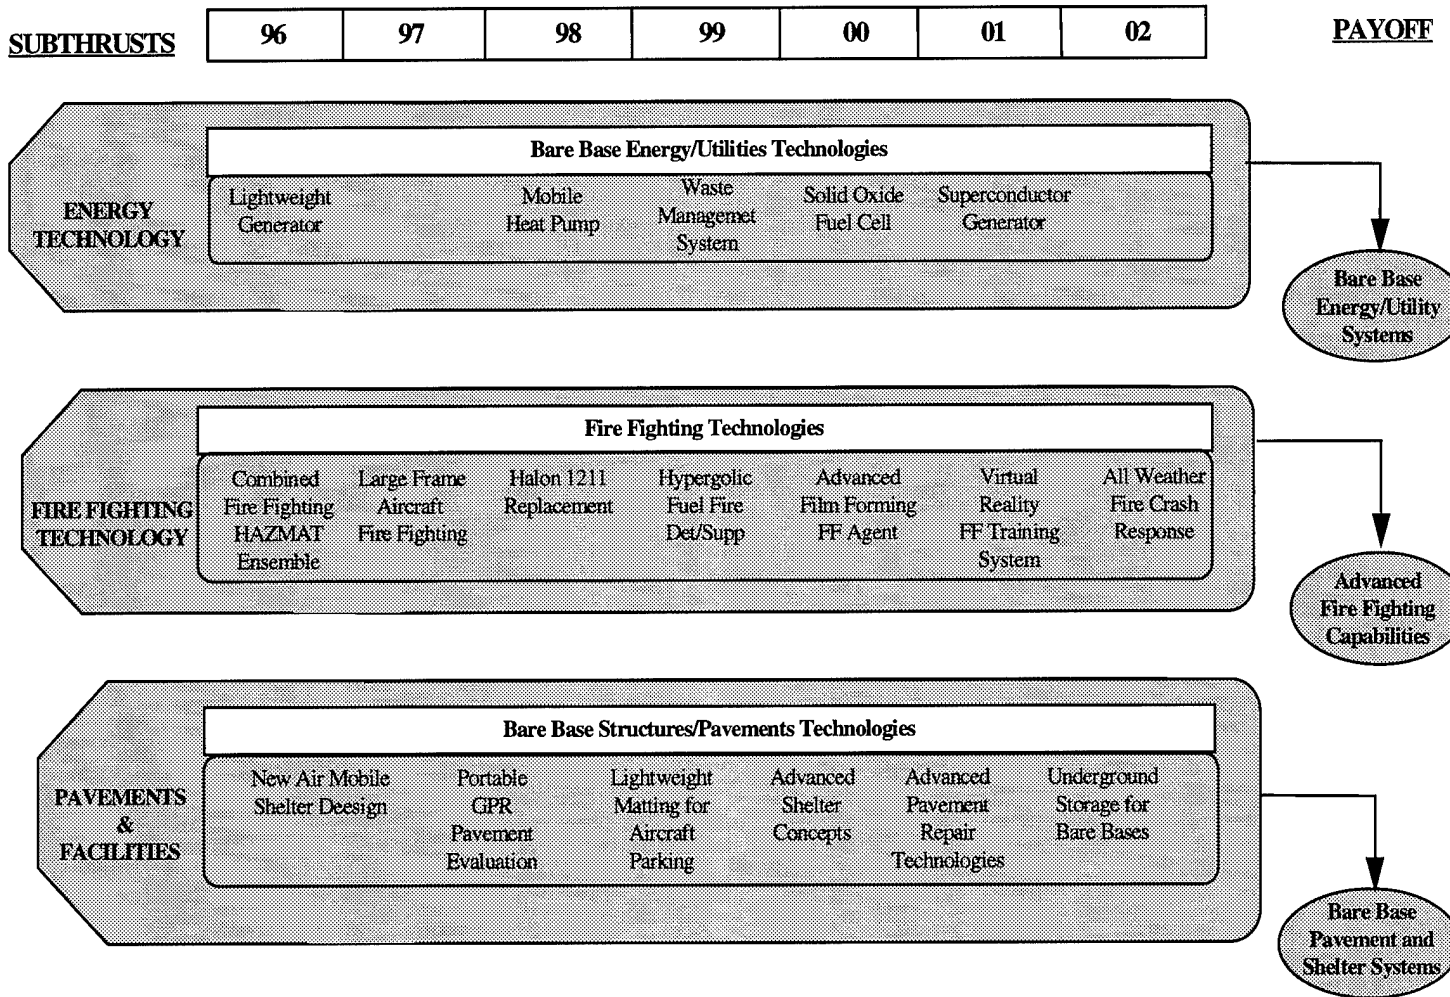 SUBTHRUSTS
96 97 98 99 00 01 02
PAYOFF
ENERGY
TECHNOLOGY
Bare Base Energy/Utilities Technologies
Lightweight
Generator
Mobile
Heat Pump
Waste
Managemet
System
Solid Oxide
Fuel Cell
Superconductor
Generator
Bare Base
Energy/Utility
Systems
FIRE FIGHTING
TECHNOLOGY
Fire Fighting Technologies
Combined
Fire Fighting
HAZMAT
Ensemble
Large Frame
Aircraft
Fire Fighting
Halon 1211
Replacement
Hypergolic
Fuel Fire
Det/Supp
Advanced
Film Forming
FF Agent
Virtual
Reality
FF Training
System
All Weather
Fire Crash
Response
Advanced
Fire Fighting
Capabilities
PAVEMENTS
&
FACILITIES
Bare Base Structures/Pavements Technologies
New Air Mobile
Shelter Deesign
Portable
GPR
Pavement
Evaluation
Lightweight
Matting for
Aircraft
Parking
Advanced
Shelter
Concepts
Advanced
Pavement
Repair
Technologies
Underground
Storage for
Bare Bases
Bare Base
Pavement and
Shelter Systems